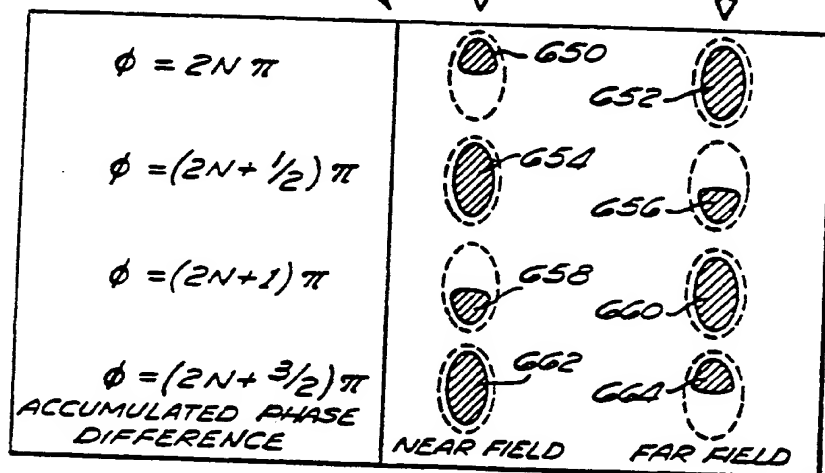 φ = 2N π
650
652
φ = (2N + 1/2) π
654
656
φ = (2N+1) π
658
660
φ = (2N + 3/2) π
662
664
ACCUMULATED PHASE
DIFFERENCE
NEAR FIELD
FAR FIELD